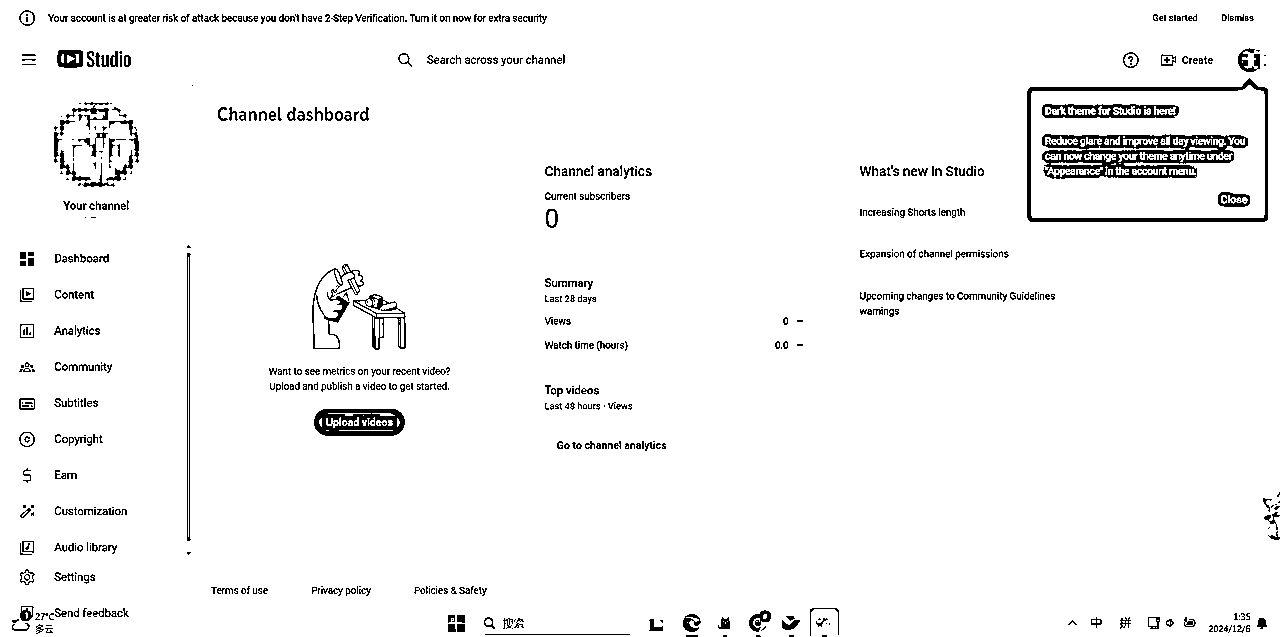 Your account is at greater risk of attack because you don't have 2-Step Verification. Turn it on now for extra security
Get started
Dismiss
Studio
Search across your channel
Create
Channel dashboard
Dark theme for Studio is here!
Reduce glare and improve all day viewing. You
can now change your theme anytime under
"Appearance" in the account menu.
Close
Your channel
Dashboard
Content
Analytics
Community
Subtitles
Copyright
Earn
Customization
Audio library
Settings
Send feedback
Want to see metrics on your recent video?
Upload and publish a video to get started.
Upload videos
Channel analytics
Current subscribers
0
Summary
Last 28 days
Views 0 –
Watch time (hours) 0.0 –
Top videos
Last 48 hours · Views
Go to channel analytics
What's new in Studio
Increasing Shorts length
Expansion of channel permissions
Upcoming changes to Community Guidelines
warnings
Terms of use
Privacy policy
Policies & Safety
27°C
多云
搜索
中
拼
1:35
2024/12/6